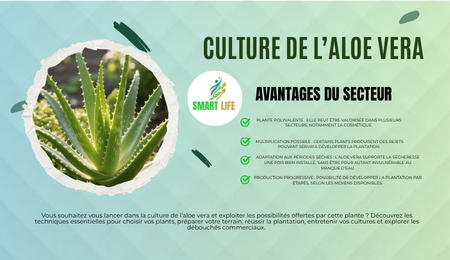 CULTURE DE L'ALOE VERA
SMART LIFE
AVANTAGES DU SECTEUR
PLANTE POLYVALENTE : ELLE PEUT ÊTRE VALORISÉE DANS PLUSIEURS
SECTEURS, NOTAMMENT LA COSMÉTIQUE.
MULTIPLICATION POSSIBLE : CERTAINS PLANTS PRODUISENT DES REJETS
POUVANT SERVIR À DÉVELOPPER LA PLANTATION.
ADAPTATION AUX PÉRIODES SÈCHES : L'ALOE VERA SUPPORTE LA SÉCHERESSE
UNE FOIS BIEN INSTALLÉ, SANS ÊTRE POUR AUTANT INVULNÉRABLE AU
MANQUE D'EAU.
PRODUCTION PROGRESSIVE : POSSIBILITÉ DE DÉVELOPPER LA PLANTATION PAR
ÉTAPES, SELON LES MOYENS DISPONIBLES.
Vous souhaitez vous lancer dans la culture de l'aloe vera et exploiter les possibilités offertes par cette plante ? Découvrez les
techniques essentielles pour choisir vos plants, préparer votre terrain, réussir la plantation, entretenir vos cultures et explorer les
débouchés commerciaux.